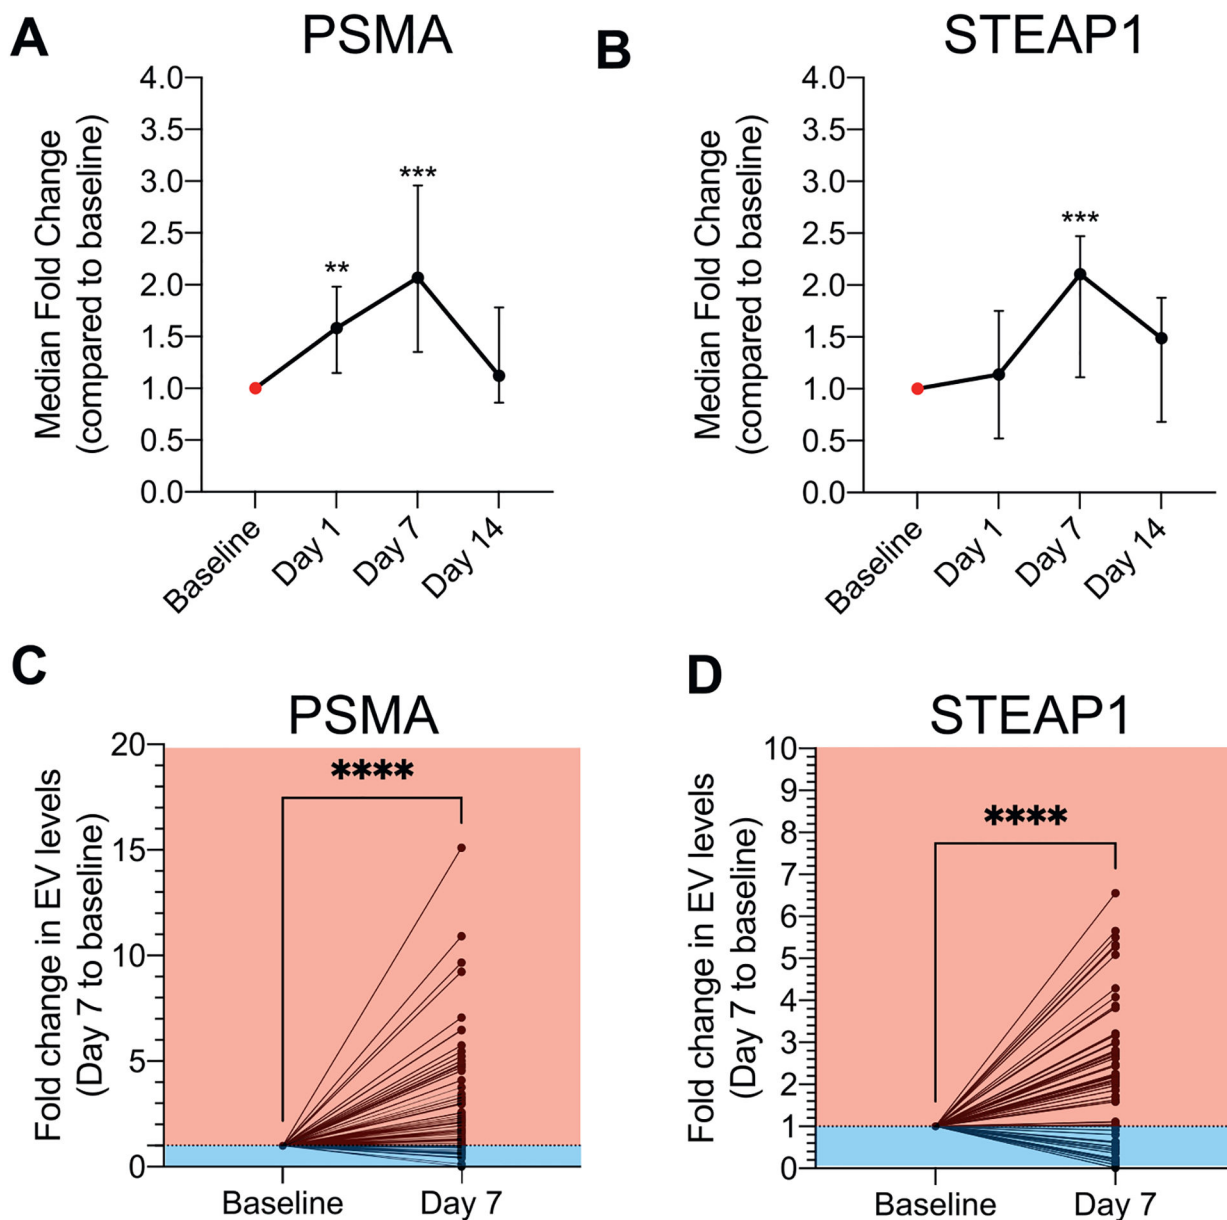 A
PSMA
Median Fold Change
(compared to baseline)
4.0
3.5
3.0
2.5
2.0
1.5
1.0
0.5
0.0
**
***
Baseline
Day 1
Day 7
Day 14
B
STEAP1
Median Fold Change
(compared to baseline)
4.0
3.5
3.0
2.5
2.0
1.5
1.0
0.5
0.0
***
Baseline
Day 1
Day 7
Day 14
C
PSMA
Fold change in EV levels
(Day 7 to baseline)
20
15
10
5
0
****
Baseline
Day 7
D
STEAP1
Fold change in EV levels
(Day 7 to baseline)
10
9
8
7
6
5
4
3
2
1
0
****
Baseline
Day 7